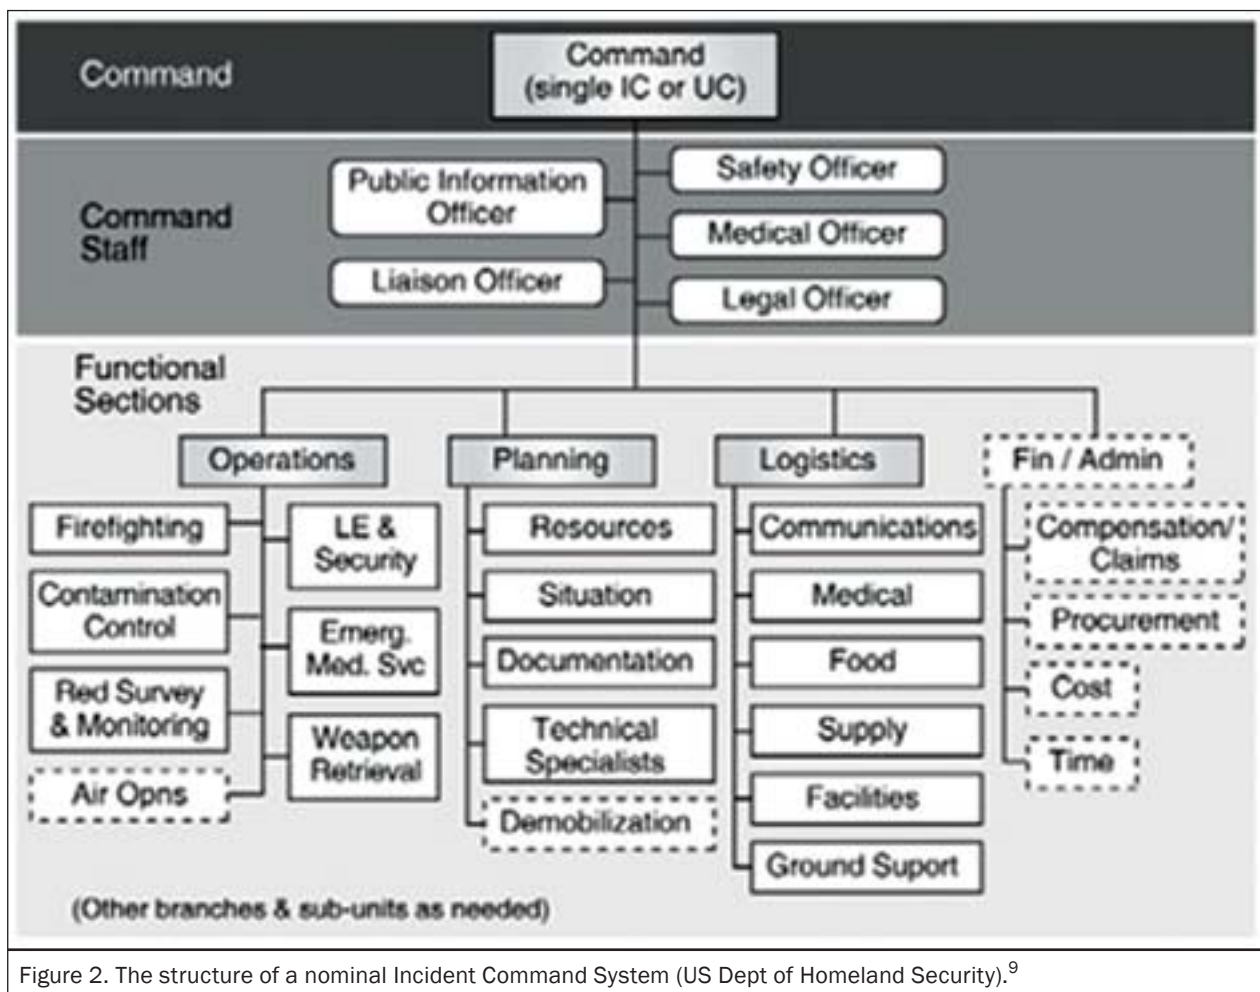 Command
Command
(single IC or UC)
Command
Staff
Public Information
Officer
Liaison Officer
Safety Officer
Medical Officer
Legal Officer
Functional
Sections
Operations
Firefighting
Contamination
Control
Red Survey
& Monitoring
Air Opns
LE &
Security
Emerg.
Med. Svc
Weapon
Retrieval
Planning
Resources
Situation
Documentation
Technical
Specialists
Demobilization
Logistics
Communications
Medical
Food
Supply
Facilities
Ground Suport
Fin / Admin
Compensation/
Claims
Procurement
Cost
Time
(Other branches & sub-units as needed)
Figure 2. The structure of a nominal Incident Command System (US Dept of Homeland Security).9